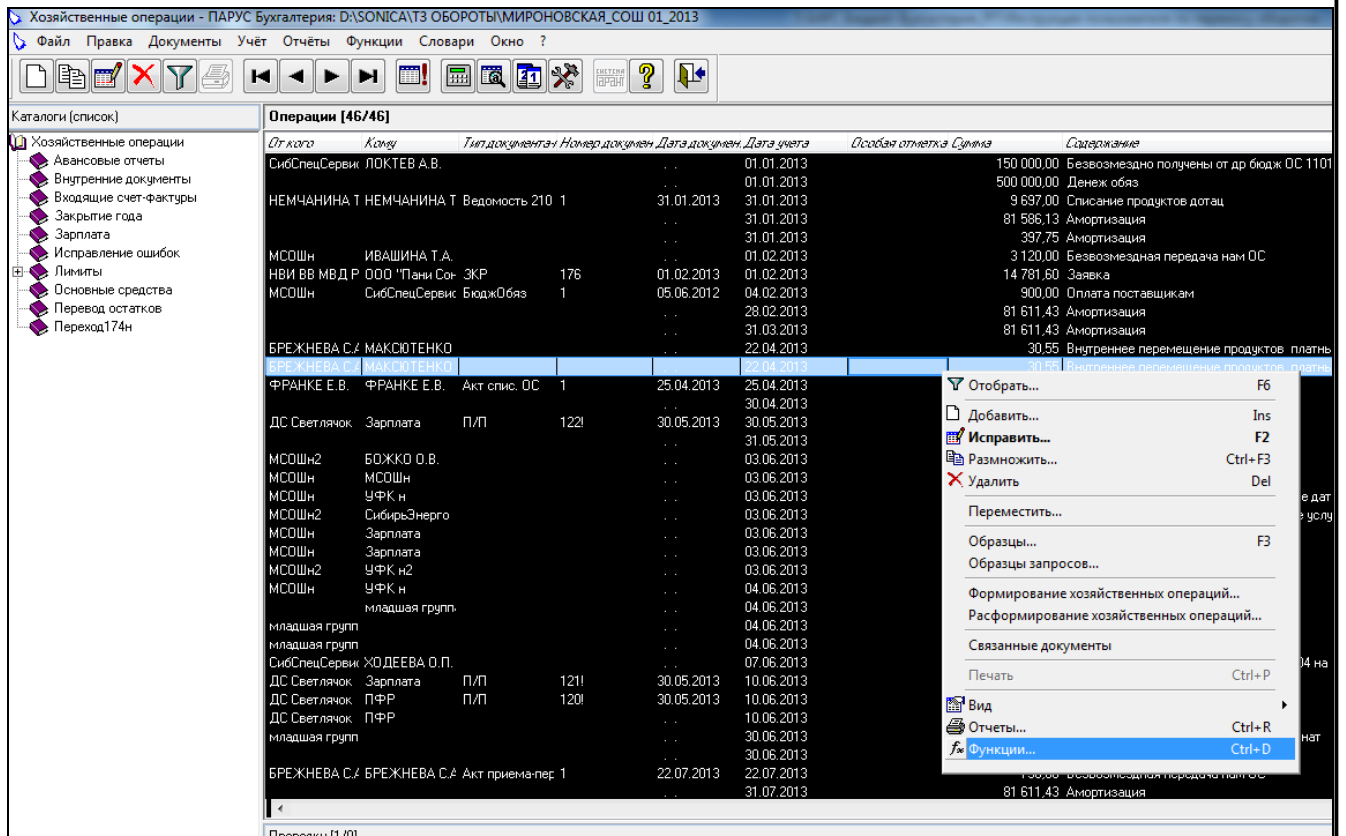 Хозяйственные операции - ПАРУС Бухгалтерия: D:\SONICA\ТЗ ОБОРОТЫ\МИРОНОВСКАЯ_СОШ 01_2013
Файл Правка Документы Учёт Отчёты Функции Словари Окно ?
Каталоги (список)
Хозяйственные операции
Авансовые отчеты
Внутренние документы
Входящие счет-фактуры
Закрытие года
Зарплата
Исправление ошибок
Лимиты
Основные средства
Перевод остатков
Переход174н
Операции [46/46]
От кого Кому Тип документа-› Номер докумен Дата докумен. Дата учета Особая отметка Сумма Содержание
СибСпецСервис ЛОКТЕВ А.В. . . 01.01.2013 150 000,00 Безвозмездно получены от др бюдж ОС 1101
. . 01.01.2013 500 000,00 Денеж обяз
НЕМЧАНИНА Т НЕМЧАНИНА Т Ведомость 210 1 31.01.2013 31.01.2013 9 697,00 Списание продуктов дотац
. . 31.01.2013 81 586,13 Амортизация
. . 31.01.2013 397,75 Амортизация
МСОШн ИВАШИНА Т.А. . . 01.02.2013 3 120,00 Безвозмездная передача нам ОС
НВИ ВВ МВД Р ООО "Пани Сон ЗКР 176 01.02.2013 01.02.2013 14 781,60 Заявка
МСОШн СибСпецСервис БюджОбяз 1 05.06.2012 04.02.2013 900,00 Оплата поставщикам
. . 28.02.2013 81 611,43 Амортизация
. . 31.03.2013 81 611,43 Амортизация
БРЕЖНЕВА С.А МАКСЮТЕНКО . . 22.04.2013 30,55 Внутреннее перемещение продуктов платнь
БРЕЖНЕВА С.А МАКСЮТЕНКО . . 22.04.2013 30,55 Внутреннее перемещение продуктов платнь
ФРАНКЕ Е.В. ФРАНКЕ Е.В. Акт спис. ОС 1 25.04.2013 25.04.2013
. . 30.04.2013
ДС Светлячок Зарплата П/П 122! 30.05.2013 30.05.2013
. . 31.05.2013
МСОШн2 БОЖКО О.В. . . 03.06.2013
МСОШн МСОШн . . 03.06.2013
МСОШн УФК н . . 03.06.2013 е дат
МСОШн2 СибирьЭнерго . . 03.06.2013 е услу
МСОШн Зарплата . . 03.06.2013
МСОШн Зарплата . . 03.06.2013
МСОШн2 УФК н2 . . 03.06.2013
МСОШн УФК н . . 04.06.2013
младшая групп . . 04.06.2013
младшая групп . . 04.06.2013
младшая групп . . 04.06.2013
СибСпецСервис ХОДЕЕВА О.П. . . 07.06.2013 04 на
ДС Светлячок Зарплата П/П 121! 30.05.2013 10.06.2013
ДС Светлячок ПФР П/П 120! 30.05.2013 10.06.2013
ДС Светлячок ПФР . . 10.06.2013
младшая групп . . 30.06.2013 нат
. . 30.06.2013
БРЕЖНЕВА С.А БРЕЖНЕВА С.А Акт приема-пер 1 22.07.2013 22.07.2013 Безвозмездная передача нам ОС
. . 31.07.2013 81 611,43 Амортизация
Отобрать... F6
Добавить... Ins
Исправить... F2
Размножить... Ctrl+F3
Удалить Del
Переместить...
Образцы... F3
Образцы запросов...
Формирование хозяйственных операций...
Расформирование хозяйственных операций...
Связанные документы
Печать Ctrl+P
Вид
Отчеты... Ctrl+R
Функции... Ctrl+D
Проводки [1/0]